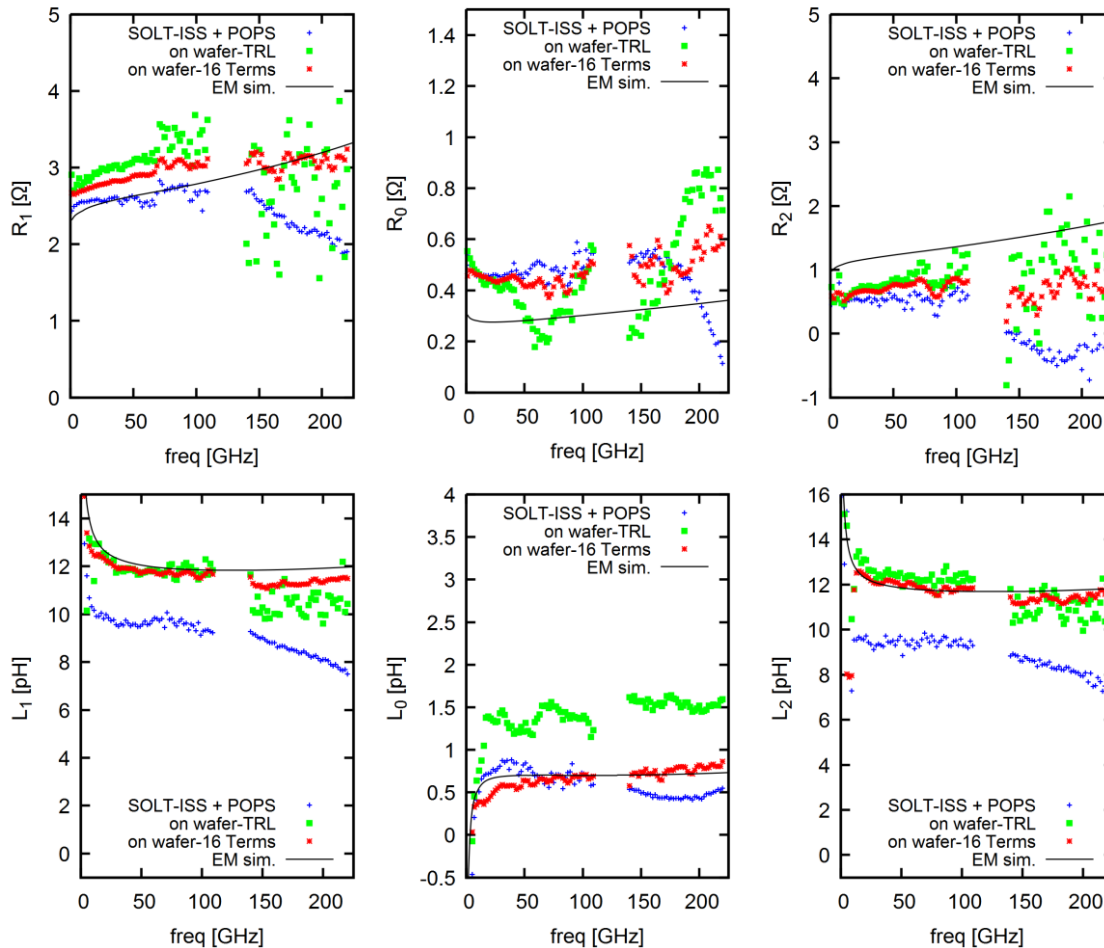 5
4
3
2
1
0
R1 [Ω]
SOLT-ISS + POPS
on wafer-TRL
on wafer-16 Terms
EM sim.
0 50 100 150 200
freq [GHz]
1.4
1.2
1
0.8
0.6
0.4
0.2
0
R0 [Ω]
SOLT-ISS + POPS
on wafer-TRL
on wafer-16 Terms
EM sim.
0 50 100 150 200
freq [GHz]
5
4
3
2
1
0
-1
R2 [Ω]
SOLT-ISS + POPS
on wafer-TRL
on wafer-16 Terms
EM sim.
0 50 100 150 200
freq [GHz]
14
12
10
8
6
4
2
0
L1 [pH]
SOLT-ISS + POPS
on wafer-TRL
on wafer-16 Terms
EM sim.
0 50 100 150 200
freq [GHz]
4
3.5
3
2.5
2
1.5
1
0.5
0
-0.5
L0 [pH]
SOLT-ISS + POPS
on wafer-TRL
on wafer-16 Terms
EM sim.
0 50 100 150 200
freq [GHz]
16
14
12
10
8
6
4
2
0
L2 [pH]
SOLT-ISS + POPS
on wafer-TRL
on wafer-16 Terms
EM sim.
0 50 100 150 200
freq [GHz]